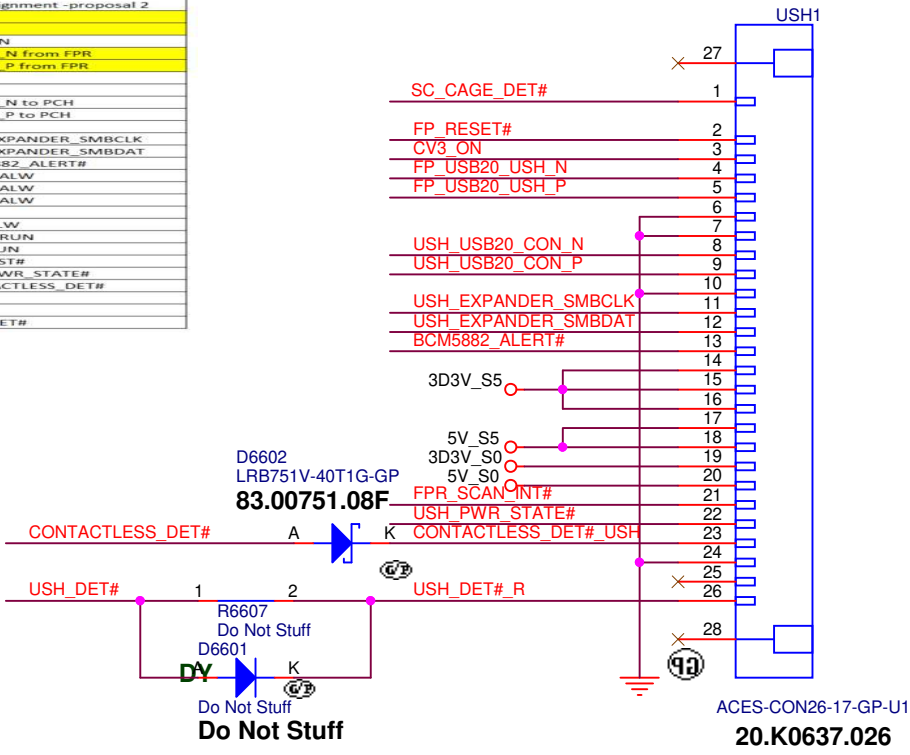 gnment -proposal 2
N
_N from FPR
_P from FPR
_N to PCH
_P to PCH
XPANDER_SMBCLK
XPANDER_SMBDAT
882_ALERT#
ALW
ALW
ALW
LW
RUN
UN
ST#
WR_STATE#
ACTLESS_DET#
ET#
USH1
27
SC_CAGE_DET# 1
FP_RESET# 2
CV3_ON 3
FP_USB20_USH_N 4
FP_USB20_USH_P 5
6
7
USH_USB20_CON_N 8
USH_USB20_CON_P 9
10
USH_EXPANDER_SMBCLK 11
USH_EXPANDER_SMBDAT 12
BCM5882_ALERT# 13
14
3D3V_S5 15
16
17
5V_S5 18
3D3V_S0 19
5V_S0 20
FPR_SCAN_INT# 21
USH_PWR_STATE# 22
D6602
LRB751V-40T1G-GP
83.00751.08F
CONTACTLESS_DET# A K CONTACTLESS_DET#_USH 23
G/P
24
25
USH_DET# 1 2 USH_DET#_R 26
R6607
Do Not Stuff
D6601
DY A K
G/P
Do Not Stuff
Do Not Stuff
28
GP
ACES-CON26-17-GP-U1
20.K0637.026